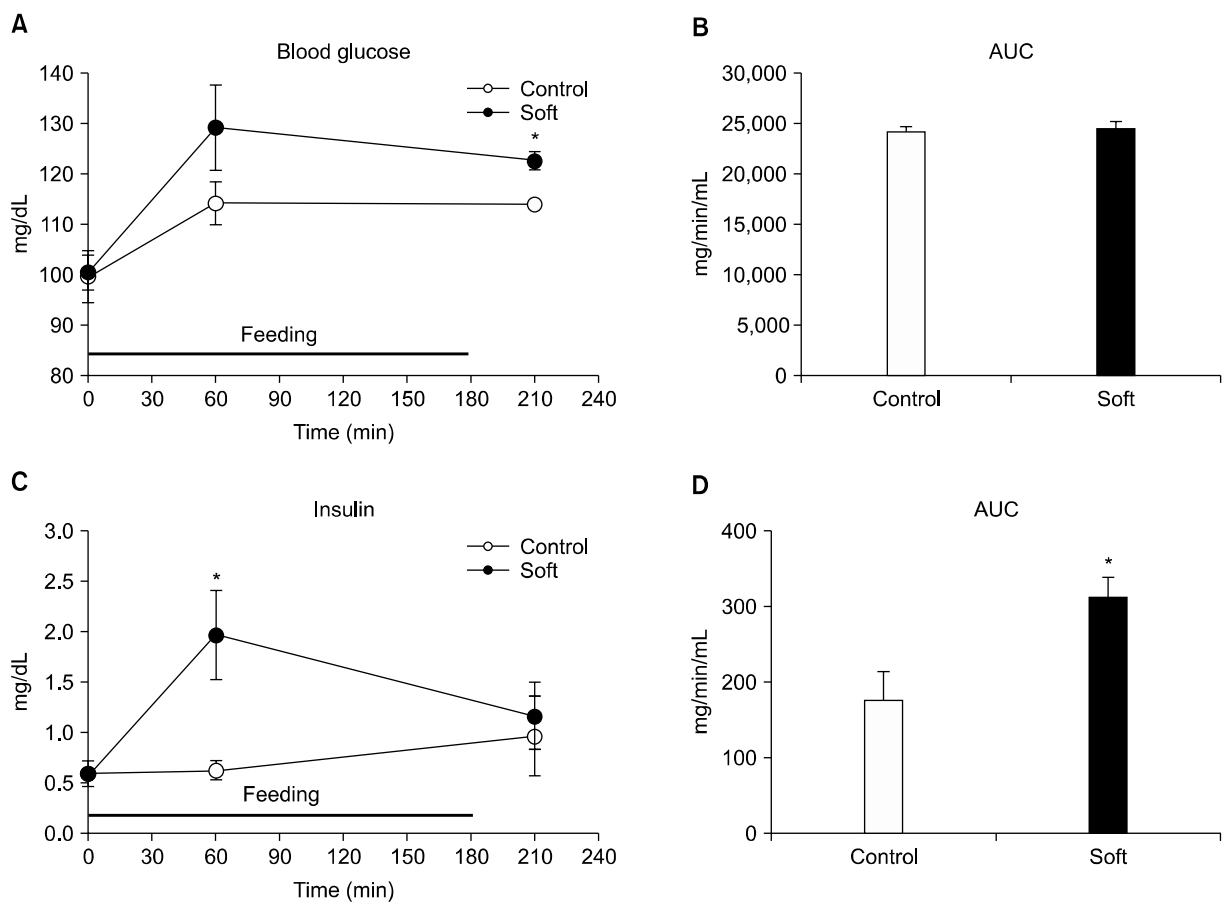 A
Blood glucose
140
130
120
110
100
90
80
mg/dL
Control
Soft
*
Feeding
0 30 60 90 120 150 180 210 240
Time (min)
B
AUC
30,000
25,000
20,000
15,000
10,000
5,000
0
mg/min/mL
Control Soft
C
Insulin
3.0
2.5
2.0
1.5
1.0
0.5
0.0
mg/dL
Control
Soft
*
Feeding
0 30 60 90 120 150 180 210 240
Time (min)
D
AUC
400
300
200
100
0
mg/min/mL
*
Control Soft